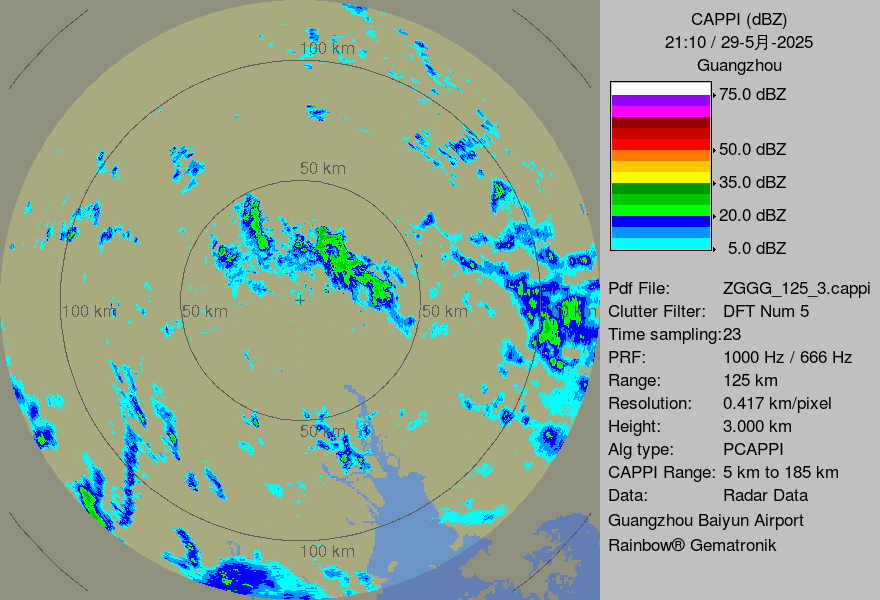 CAPPI (dBZ)
21:10 / 29-5月-2025
Guangzhou
75.0 dBZ
50.0 dBZ
35.0 dBZ
20.0 dBZ
5.0 dBZ
Pdf File: ZGGG_125_3.cappi
Clutter Filter: DFT Num 5
Time sampling:23
PRF: 1000 Hz / 666 Hz
Range: 125 km
Resolution: 0.417 km/pixel
Height: 3.000 km
Alg type: PCAPPI
CAPPI Range: 5 km to 185 km
Data: Radar Data
Guangzhou Baiyun Airport
Rainbow® Gematronik
100 km
50 km
100 km
50 km
50 km
50 km
100 km